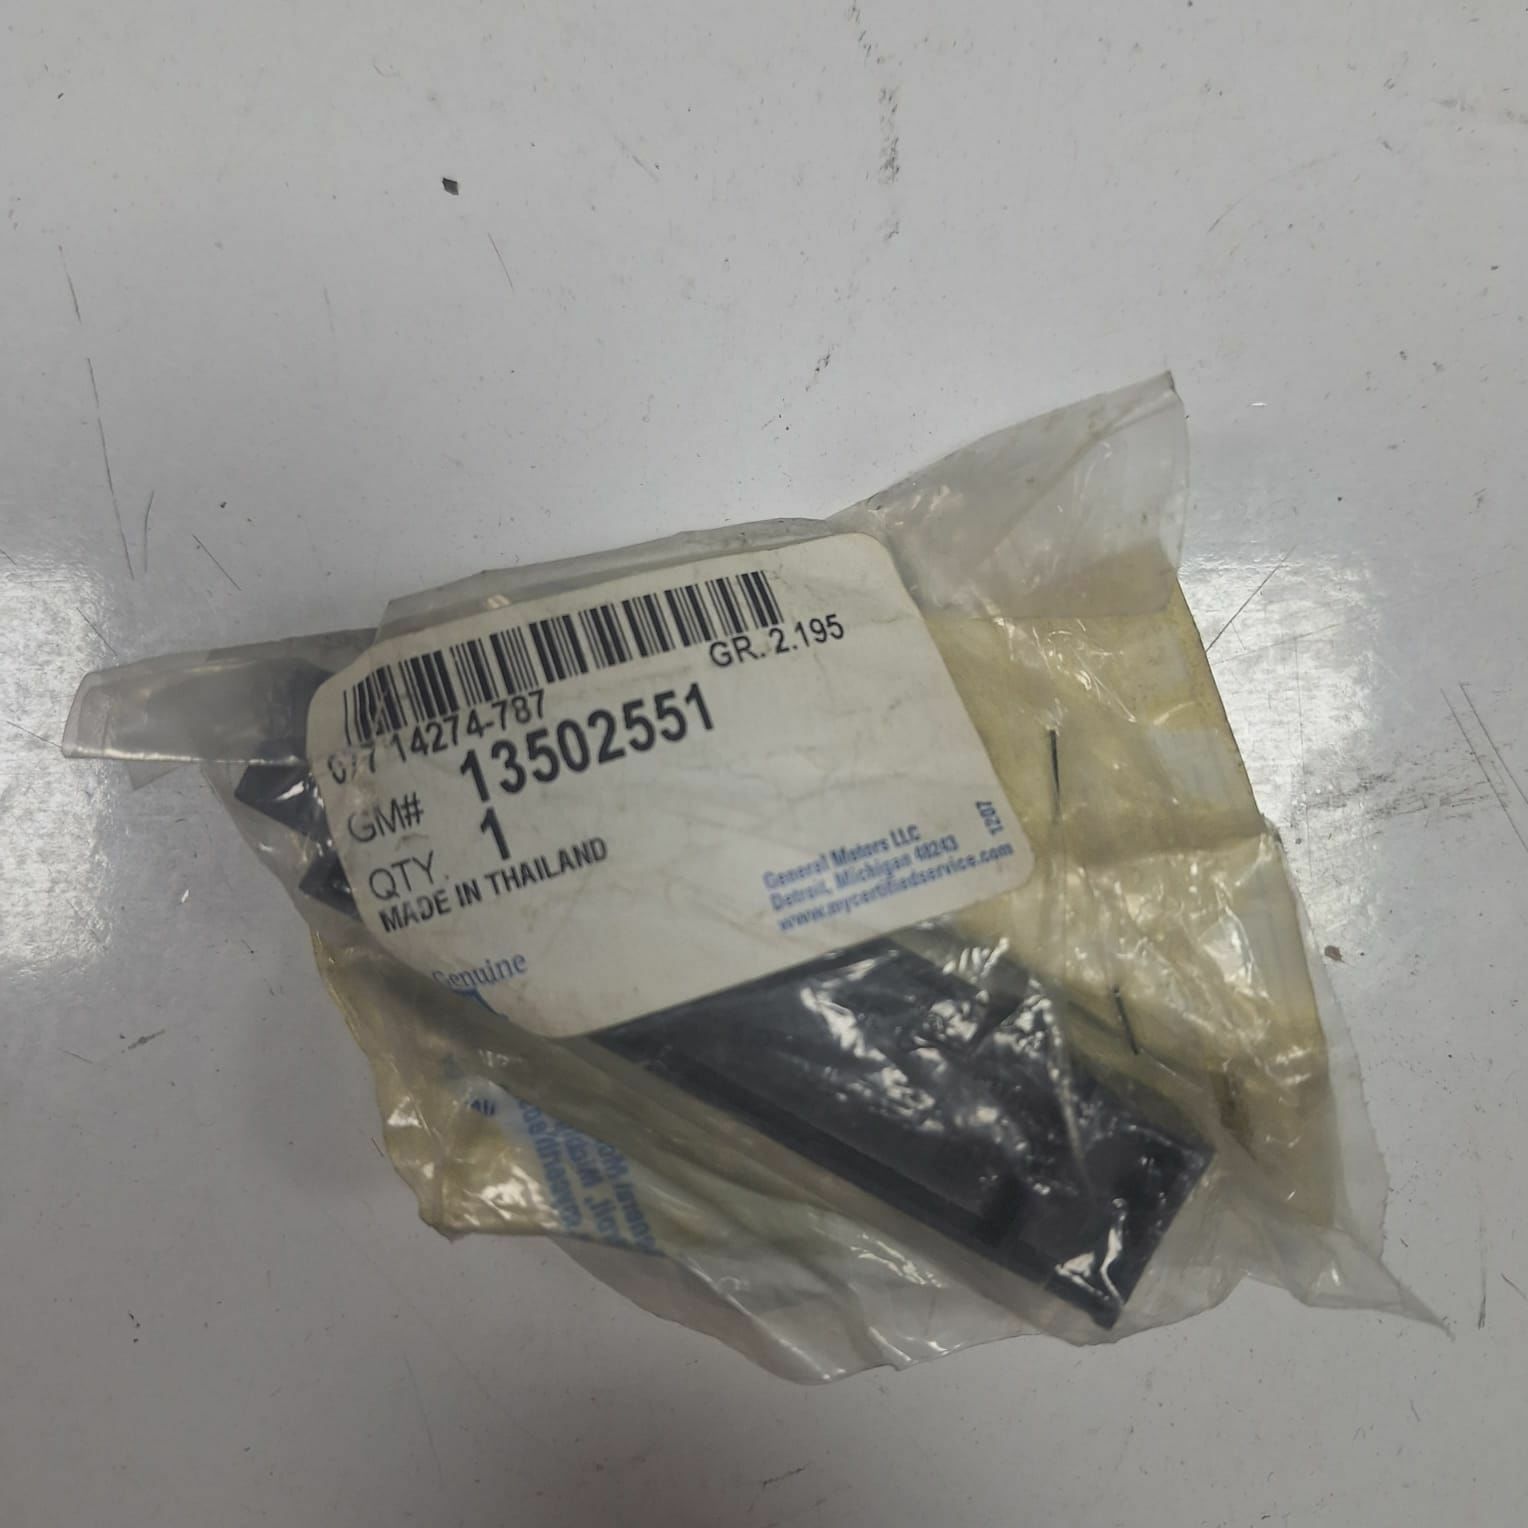 GR. 2.195
077 14274-787
GM# 13502551
QTY. 1
MADE IN THAILAND
General Motors LLC
Detroit, Michigan 48243
www.mycertifiedservice.com
1207
Genuine